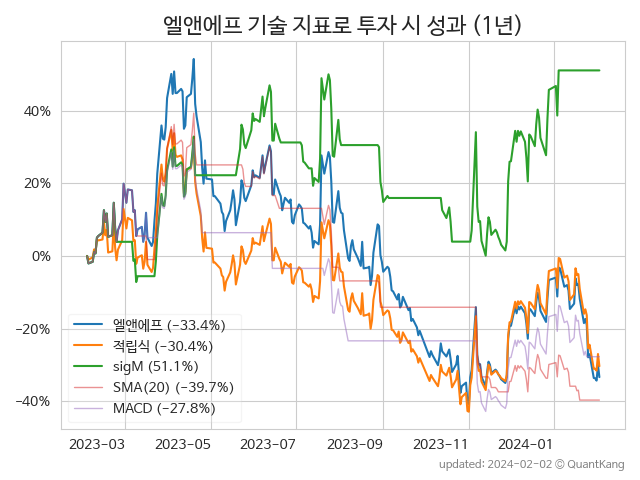 엘앤에프 기술 지표로 투자 시 성과 (1년)
40%
20%
0%
−20%
−40%
엘앤에프 (−33.4%)
적립식 (−30.4%)
sigM (51.1%)
SMA(20) (−39.7%)
MACD (−27.8%)
2023-03 2023-05 2023-07 2023-09 2023-11 2024-01
updated: 2024-02-02 © QuantKang